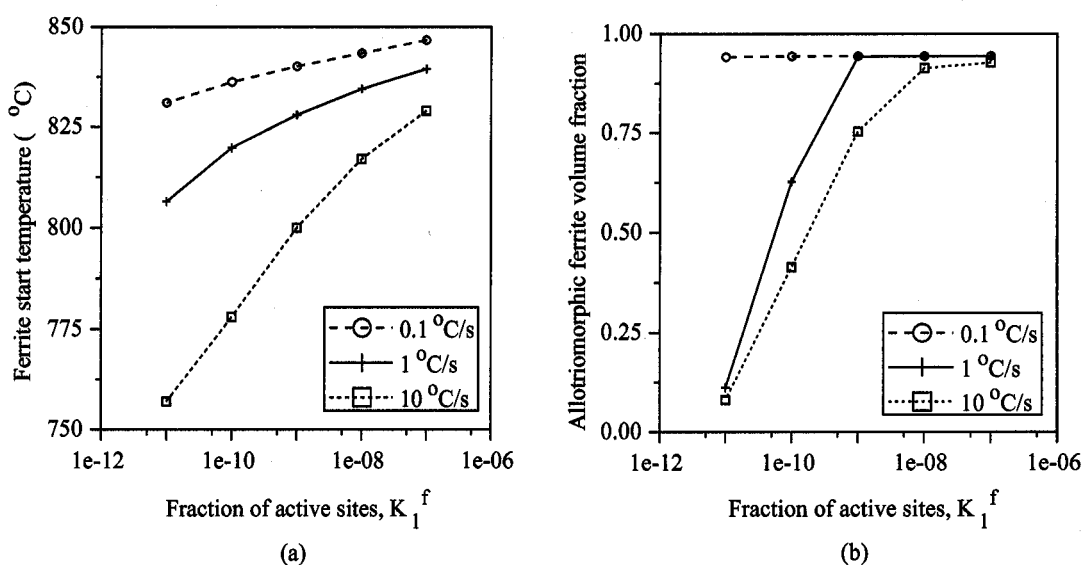 850
825
800
775
750
Ferrite start temperature ( °C)
0.1 °C/s
1 °C/s
10 °C/s
1e-12 1e-10 1e-08 1e-06
Fraction of active sites, K₁ᶠ
(a)
1.00
0.75
0.50
0.25
0.00
Allotriomorphic ferrite volume fraction
0.1 °C/s
1 °C/s
10 °C/s
1e-12 1e-10 1e-08 1e-06
Fraction of active sites, K₁ᶠ
(b)